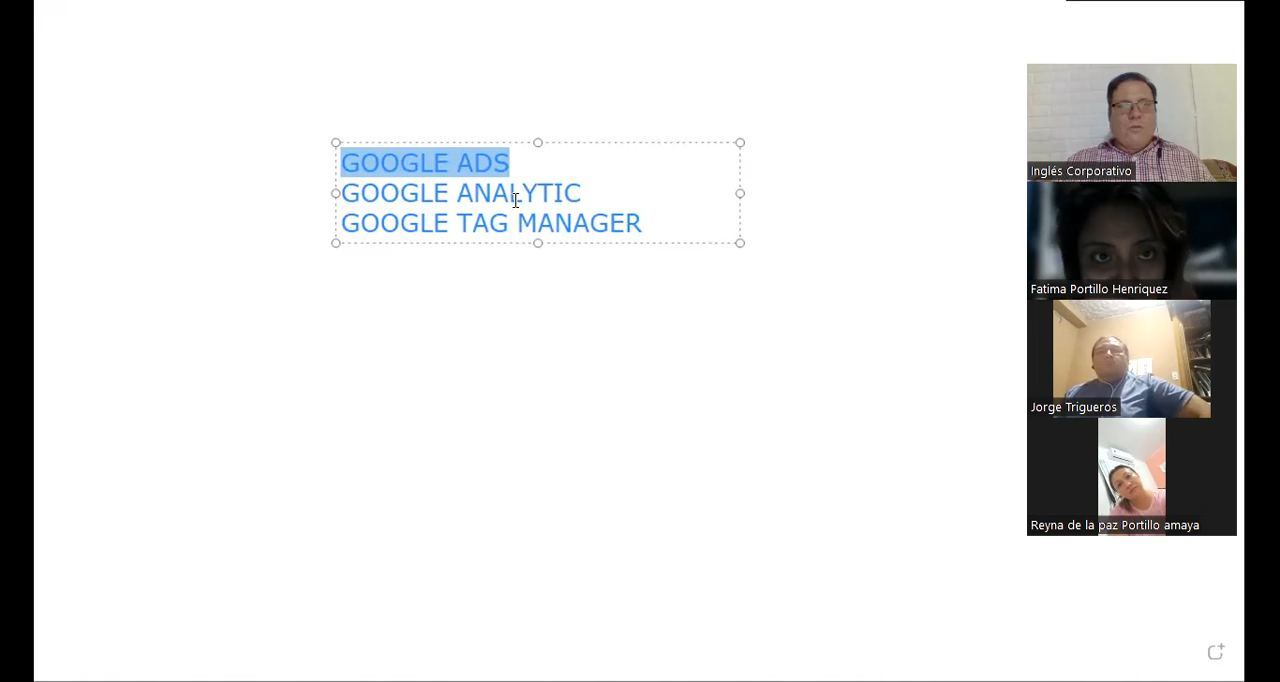 GOOGLE ADS
GOOGLE ANALYTIC
GOOGLE TAG MANAGER
Inglés Corporativo
Fatima Portillo Henriquez
Jorge Trigueros
Reyna de la paz Portillo amaya